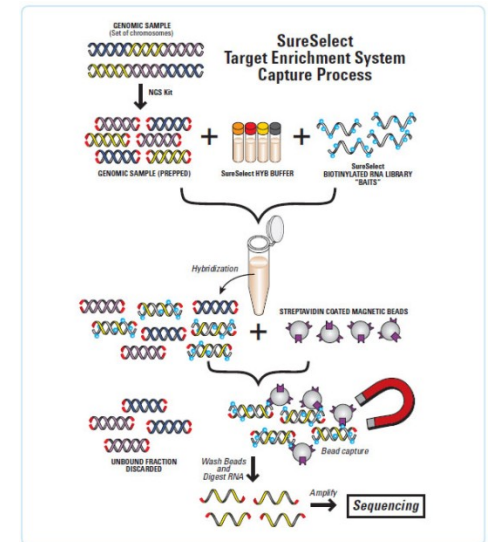 GENOMIC SAMPLE
(Set of chromosomes)
SureSelect
Target Enrichment System
Capture Process
NGS Kit
GENOMIC SAMPLE (PREPPED)
SureSelect HYB BUFFER
SureSelect
BIOTINYLATED RNA LIBRARY
"BAITS"
Hybridization
STREPTAVIDIN COATED MAGNETIC BEADS
UNBOUND FRACTION
DISCARDED
Bead capture
Wash Beads
and
Digest RNA
Amplify
Sequencing